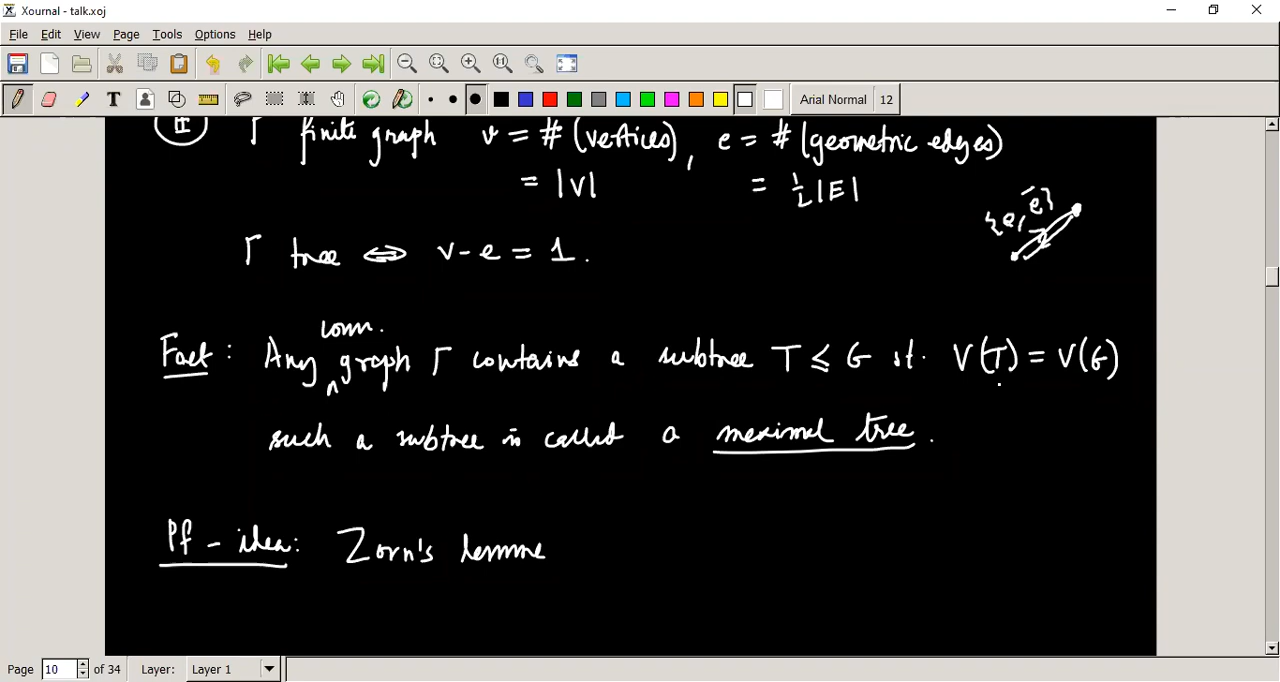 Xournal - talk.xoj
File Edit View Page Tools Options Help
Arial Normal 12
II Γ finite graph v = # (vertices), e = # (geometric edges)
= |V| = ½|E|
{e, e̅}
Γ tree ⟺ v-e = 1.
conn.
Fact: Any ^ graph Γ contains a subtree T ≤ G st. V(T) = V(G)
such a subtree is called a maximal tree.
Pf - idea: Zorn's lemma
Page 10 of 34 Layer: Layer 1